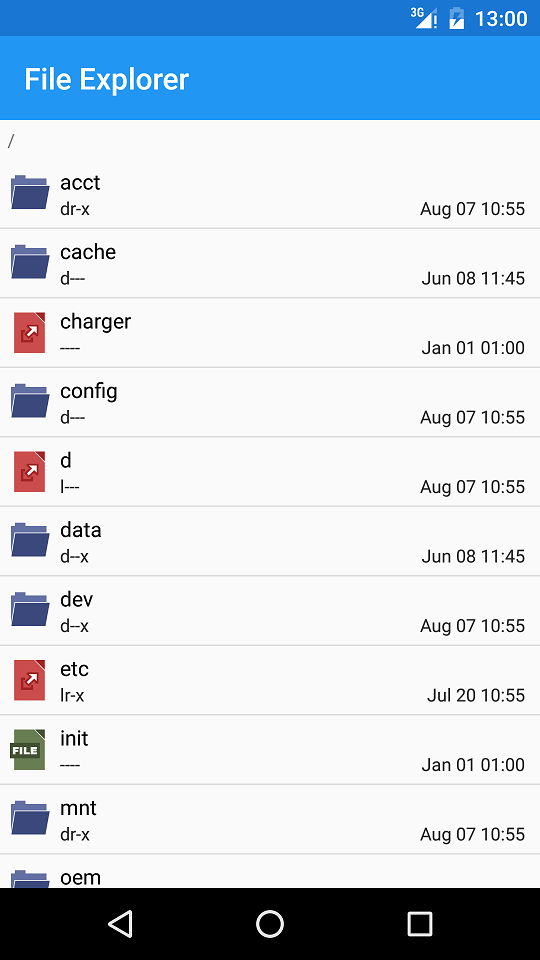 3G 13:00
File Explorer
/
acct
dr-x Aug 07 10:55
cache
d--- Jun 08 11:45
charger
---- Jan 01 01:00
config
d--- Aug 07 10:55
d
l--- Aug 07 10:55
data
d--x Jun 08 11:45
dev
d--x Aug 07 10:55
etc
lr-x Jul 20 10:55
init
FILE
---- Jan 01 01:00
mnt
dr-x Aug 07 10:55
oem